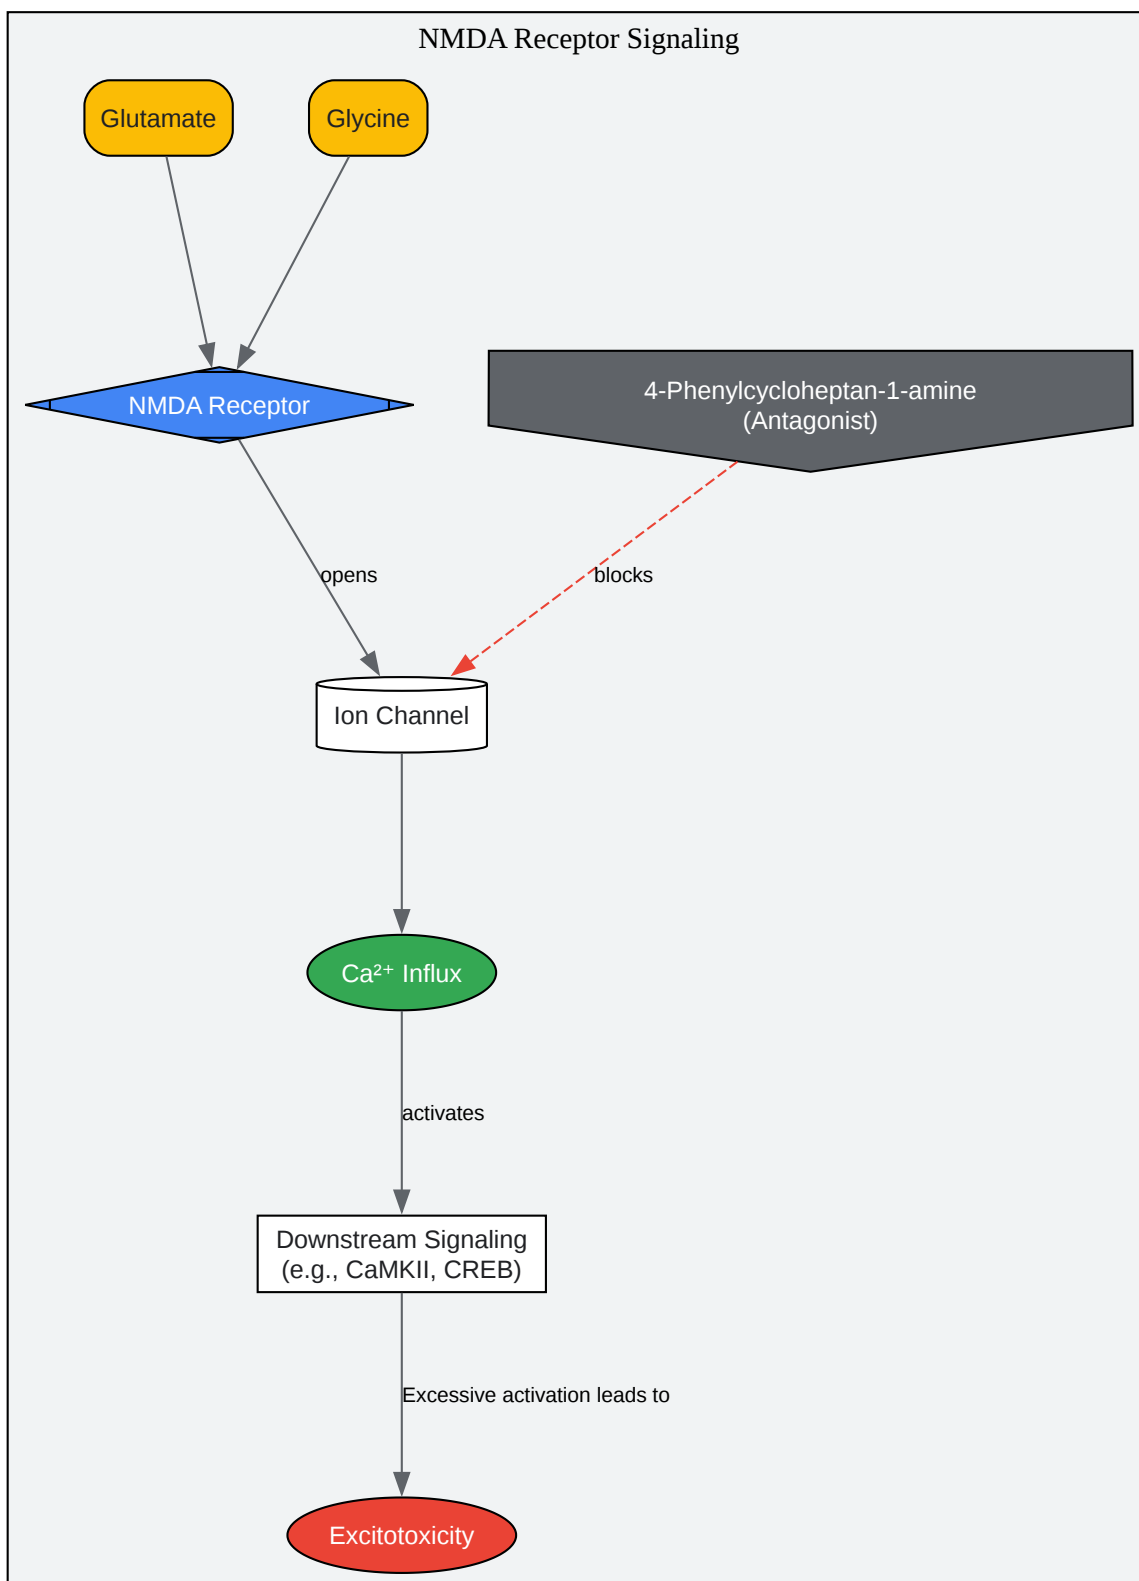 NMDA Receptor Signaling
Glutamate
Glycine
NMDA Receptor
4-Phenylcycloheptan-1-amine
(Antagonist)
opens
blocks
Ion Channel
Ca²⁺ Influx
activates
Downstream Signaling
(e.g., CaMKII, CREB)
Excessive activation leads to
Excitotoxicity